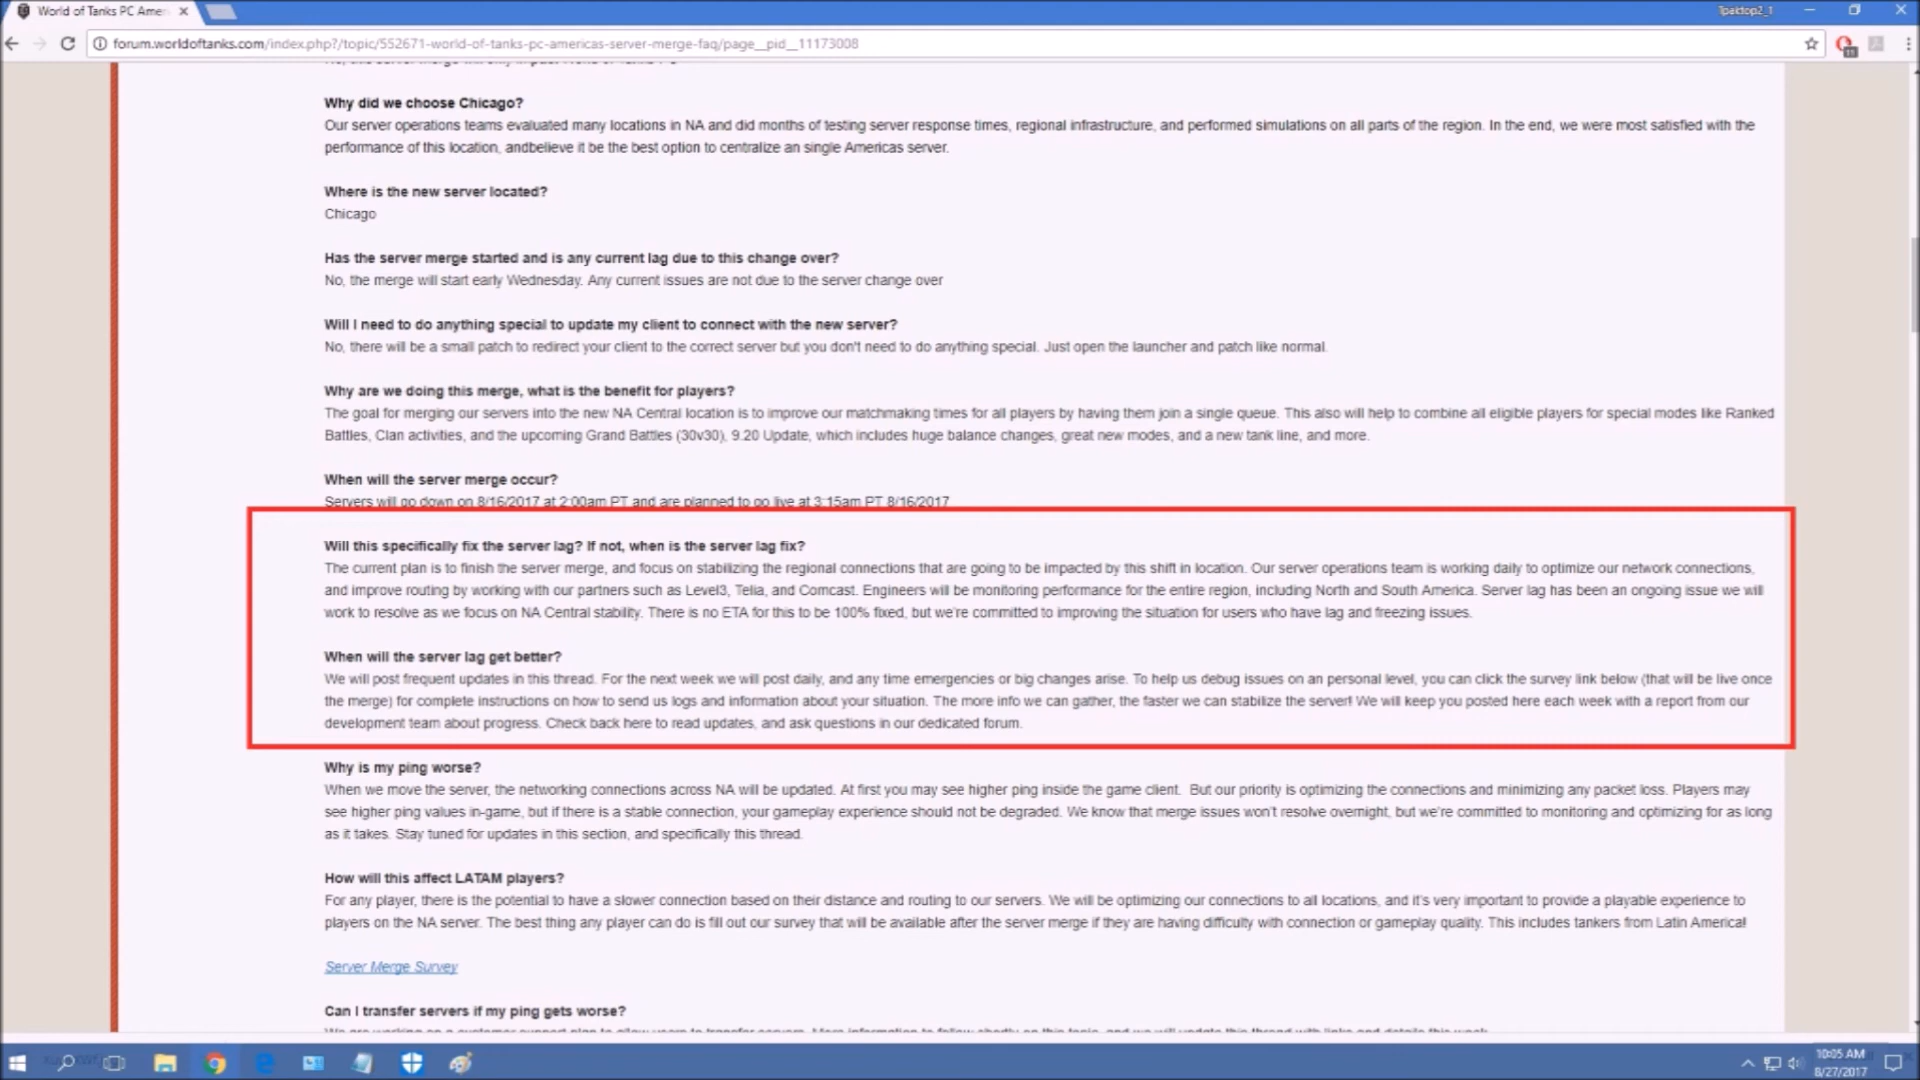 World of Tanks PC Amer
forum.worldoftanks.com/index.php?/topic/552671-world-of-tanks-pc-americas-server-merge-faq/page__pid__11173008
11
Why did we choose Chicago?
Our server operations teams evaluated many locations in NA and did months of testing server response times, regional infrastructure, and performed simulations on all parts of the region. In the end, we were most satisfied with the
performance of this location, andbelieve it be the best option to centralize an single Americas server.
Where is the new server located?
Chicago
Has the server merge started and is any current lag due to this change over?
No, the merge will start early Wednesday. Any current issues are not due to the server change over
Will I need to do anything special to update my client to connect with the new server?
No, there will be a small patch to redirect your client to the correct server but you don't need to do anything special. Just open the launcher and patch like normal.
Why are we doing this merge, what is the benefit for players?
The goal for merging our servers into the new NA Central location is to improve our matchmaking times for all players by having them join a single queue. This also will help to combine all eligible players for special modes like Ranked
Battles, Clan activities, and the upcoming Grand Battles (30v30), 9.20 Update, which includes huge balance changes, great new modes, and a new tank line, and more.
When will the server merge occur?
Servers will go down on 8/16/2017 at 2:00am PT and are planned to go live at 3:15am PT 8/16/2017
Will this specifically fix the server lag? If not, when is the server lag fix?
The current plan is to finish the server merge, and focus on stabilizing the regional connections that are going to be impacted by this shift in location. Our server operations team is working daily to optimize our network connections,
and improve routing by working with our partners such as Level3, Telia, and Comcast. Engineers will be monitoring performance for the entire region, including North and South America. Server lag has been an ongoing issue we will
work to resolve as we focus on NA Central stability. There is no ETA for this to be 100% fixed, but we're committed to improving the situation for users who have lag and freezing issues.
When will the server lag get better?
We will post frequent updates in this thread. For the next week we will post daily, and any time emergencies or big changes arise. To help us debug issues on an personal level, you can click the survey link below (that will be live once
the merge) for complete instructions on how to send us logs and information about your situation. The more info we can gather, the faster we can stabilize the server! We will keep you posted here each week with a report from our
development team about progress. Check back here to read updates, and ask questions in our dedicated forum.
Why is my ping worse?
When we move the server, the networking connections across NA will be updated. At first you may see higher ping inside the game client. But our priority is optimizing the connections and minimizing any packet loss. Players may
see higher ping values in-game, but if there is a stable connection, your gameplay experience should not be degraded. We know that merge issues won't resolve overnight, but we're committed to monitoring and optimizing for as long
as it takes. Stay tuned for updates in this section, and specifically this thread.
How will this affect LATAM players?
For any player, there is the potential to have a slower connection based on their distance and routing to our servers. We will be optimizing our connections to all locations, and it's very important to provide a playable experience to
players on the NA server. The best thing any player can do is fill out our survey that will be available after the server merge if they are having difficulty with connection or gameplay quality. This includes tankers from Latin America!
Server Merge Survey
Can I transfer servers if my ping gets worse?
10:05 AM
8/27/2017